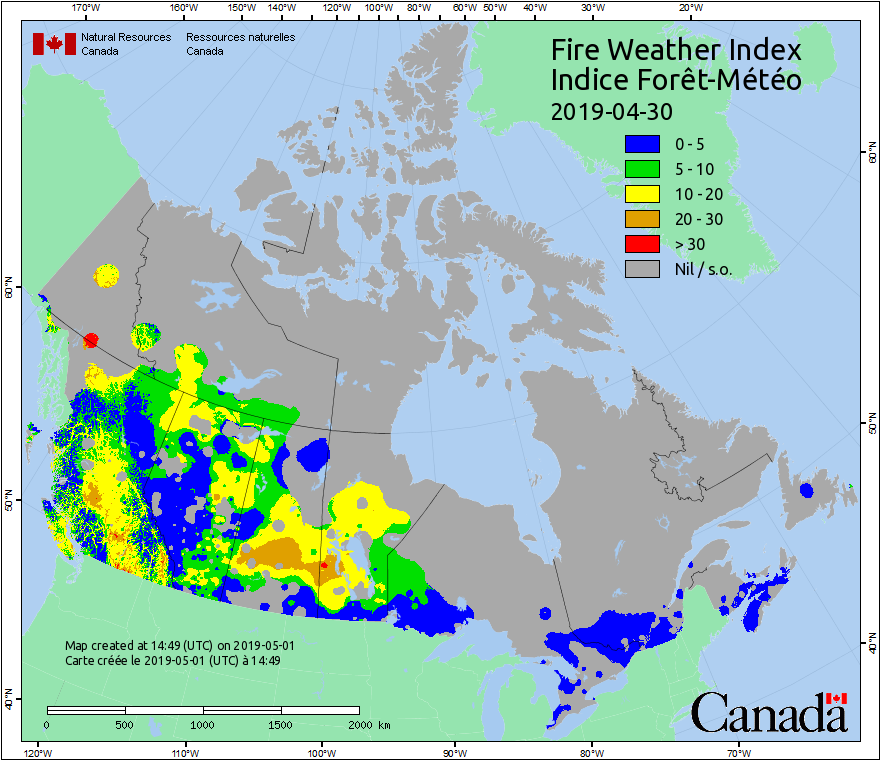 170°W 160°W 150°W 140°W 130°W 120°W 110°W 100°W 90°W 80°W 70°W 60°W 50°W 40°W 30°W 20°W
Natural Resources Ressources naturelles
Canada Canada
Fire Weather Index
Indice Forêt-Météo
2019-04-30
0 - 5
5 - 10
10 - 20
20 - 30
> 30
Nil / s.o.
60°N
60°N
50°N
50°N
40°N
40°N
Map created at 14:49 (UTC) on 2019-05-01
Carte créée le 2019-05-01 (UTC) à 14:49
0 500 1000 1500 2000 km
Canada
120°W 110°W 100°W 90°W 80°W 70°W